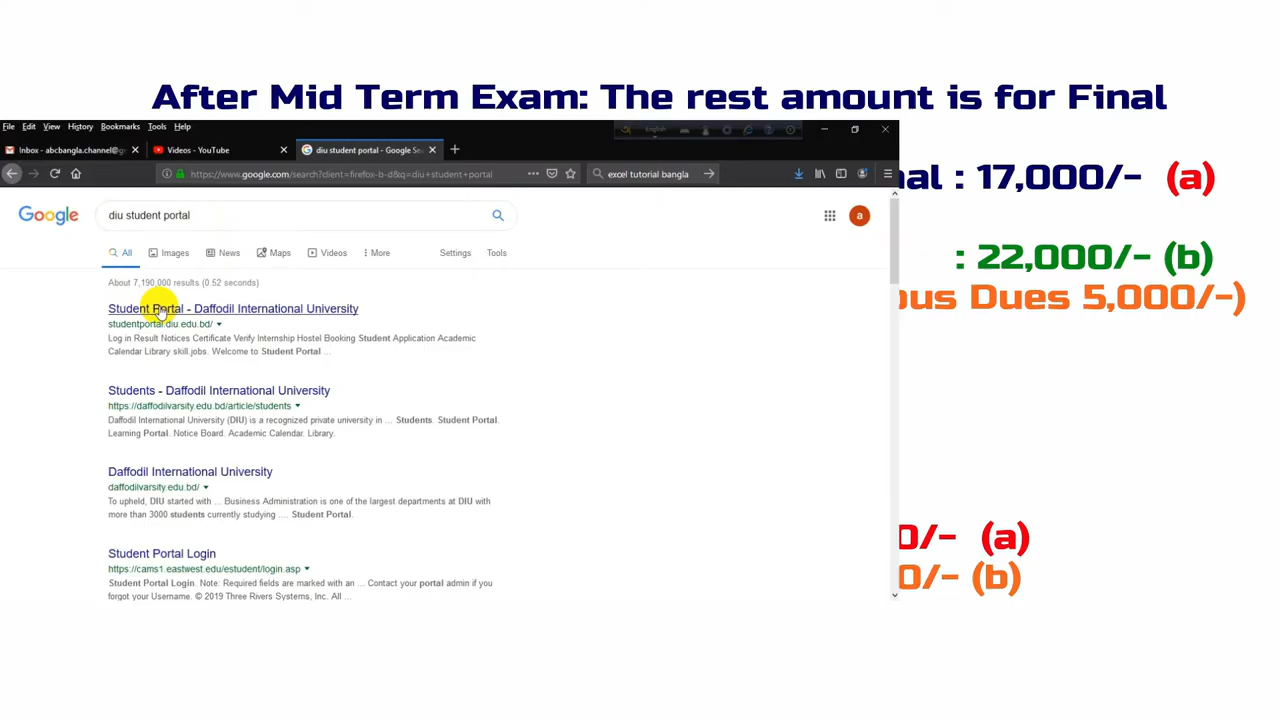 After Mid Term Exam: The rest amount is for Final
File Edit View History Bookmarks Tools Help
English
Inbox - abcbangla.channel@g
Videos - YouTube
diu student portal - Google Sea
https://www.google.com/search?client=firefox-b-d&q=diu+student+portal
excel tutorial bangla
nal : 17,000/- (a)
Google
diu student portal
a
All Images News Maps Videos More Settings Tools
: 22,000/- (b)
About 7,190,000 results (0.52 seconds)
ous Dues 5,000/-)
Student Portal - Daffodil International University
studentportal.diu.edu.bd/
Log in Result Notices Certificate Verify Internship Hostel Booking Student Application Academic
Calendar Library skill.jobs. Welcome to Student Portal ...
Students - Daffodil International University
https://daffodilvarsity.edu.bd/article/students
Daffodil International University (DIU) is a recognized private university in ... Students. Student Portal.
Learning Portal. Notice Board. Academic Calendar. Library.
Daffodil International University
daffodilvarsity.edu.bd/
To upheld, DIU started with ... Business Administration is one of the largest departments at DIU with
more than 3000 students currently studying .... Student Portal.
0/- (a)
Student Portal Login
https://cams1.eastwest.edu/estudent/login.asp
0/- (b)
Student Portal Login. Note: Required fields are marked with an ... Contact your portal admin if you
forgot your Username. © 2019 Three Rivers Systems, Inc. All ...